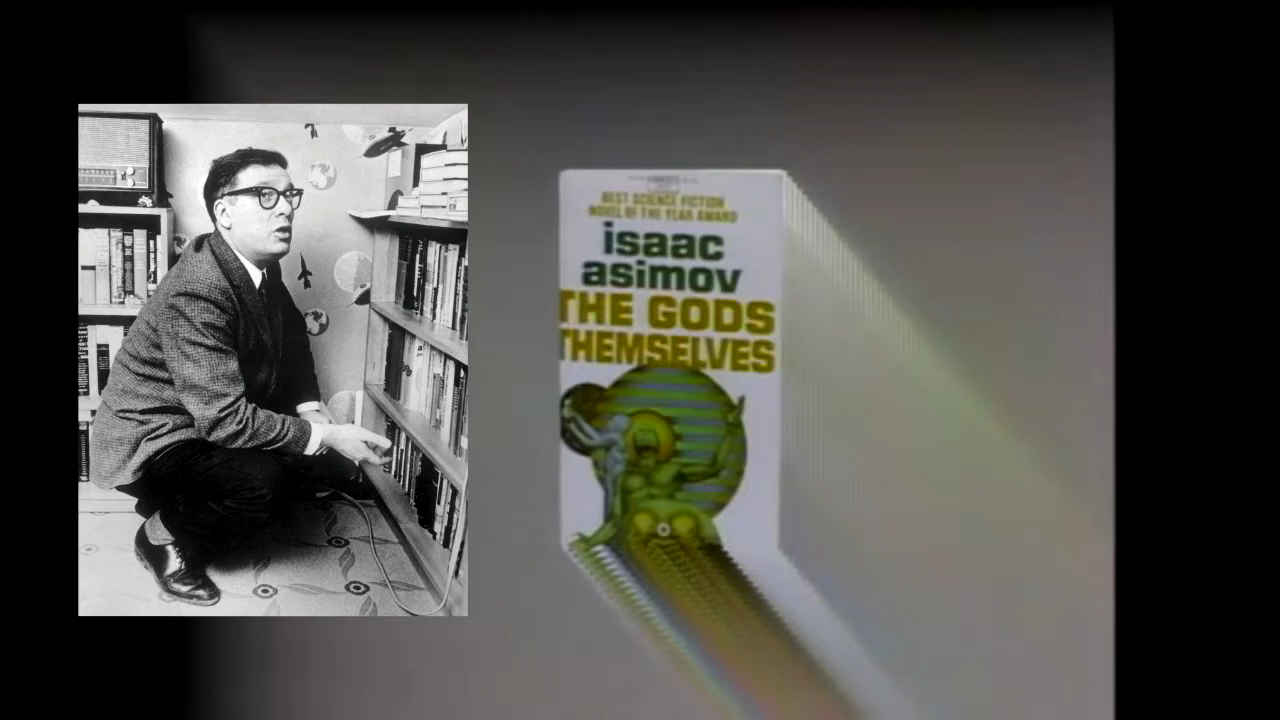 BEST SCIENCE FICTION
NOVEL OF THE YEAR AWARD
isaac
asimov
THE GODS
THEMSELVES